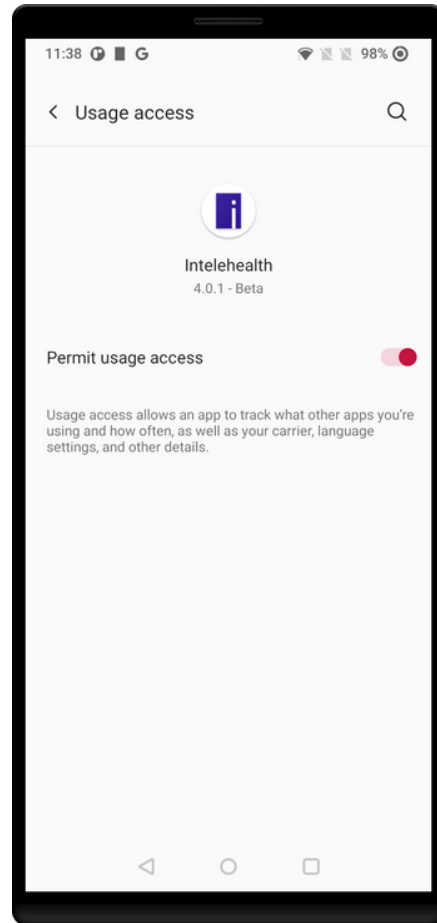 11:38 G 98%
Usage access
i
Intelehealth
4.0.1 - Beta
Permit usage access
Usage access allows an app to track what other apps you're
using and how often, as well as your carrier, language
settings, and other details.